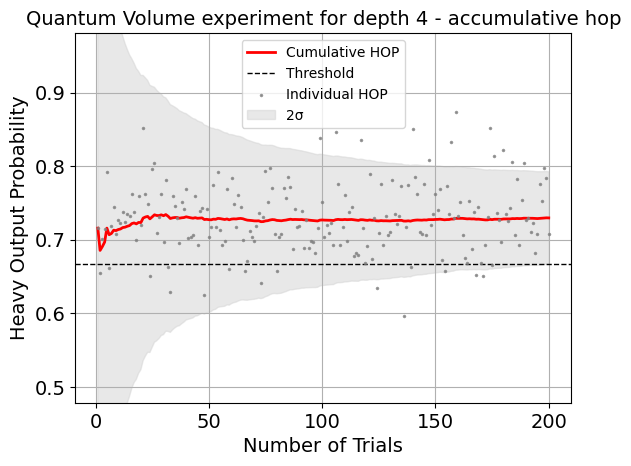 Quantum Volume experiment for depth 4 - accumulative hop
Cumulative HOP
Threshold
Individual HOP
2σ
Heavy Output Probability
0.9
0.8
0.7
0.6
0.5
0
50
100
150
200
Number of Trials